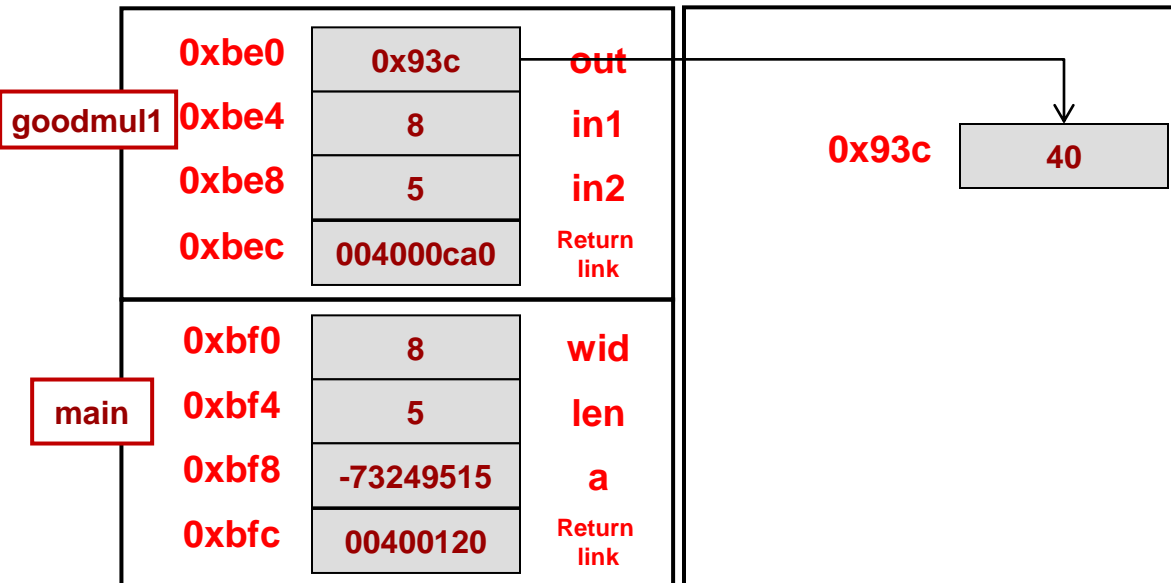 0xbe0 0x93c out
goodmul1 0xbe4 8 in1
0x93c 40
0xbe8 5 in2
0xbec 004000ca0 Return
link
0xbf0 8 wid
main 0xbf4 5 len
0xbf8 -73249515 a
0xbfc 00400120 Return
link